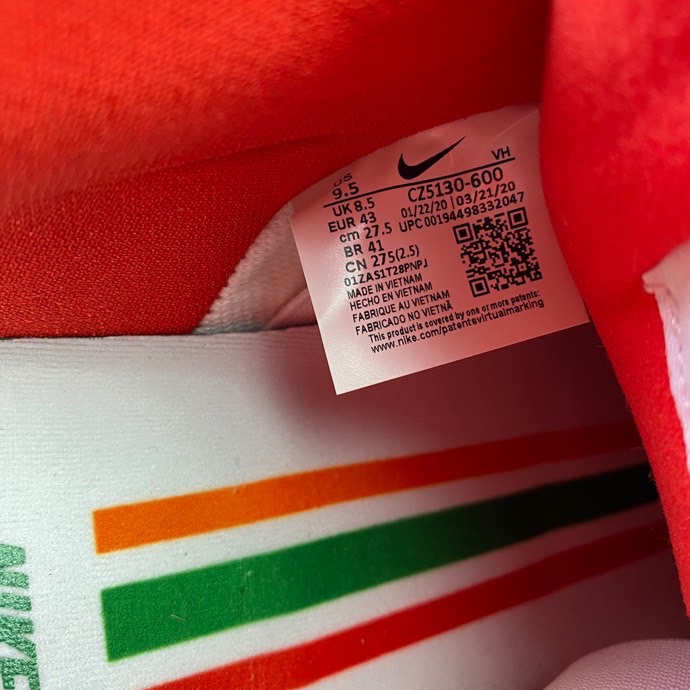 US
9.5
VH
UK 8.5
CZ5130-600
EUR 43
01/22/20 | 03/21/20
cm 27.5
UPC 00194498332047
BR 41
CN 275(2.5)
01ZAS1T28PNPJ
MADE IN VIETNAM
HECHO EN VIETNAM
FABRIQUE AU VIETNAM
FABRICADO NO VIETNÃ
This product is covered by one or more patents:
www.nike.com/patentsvirtualmarking
NIKE